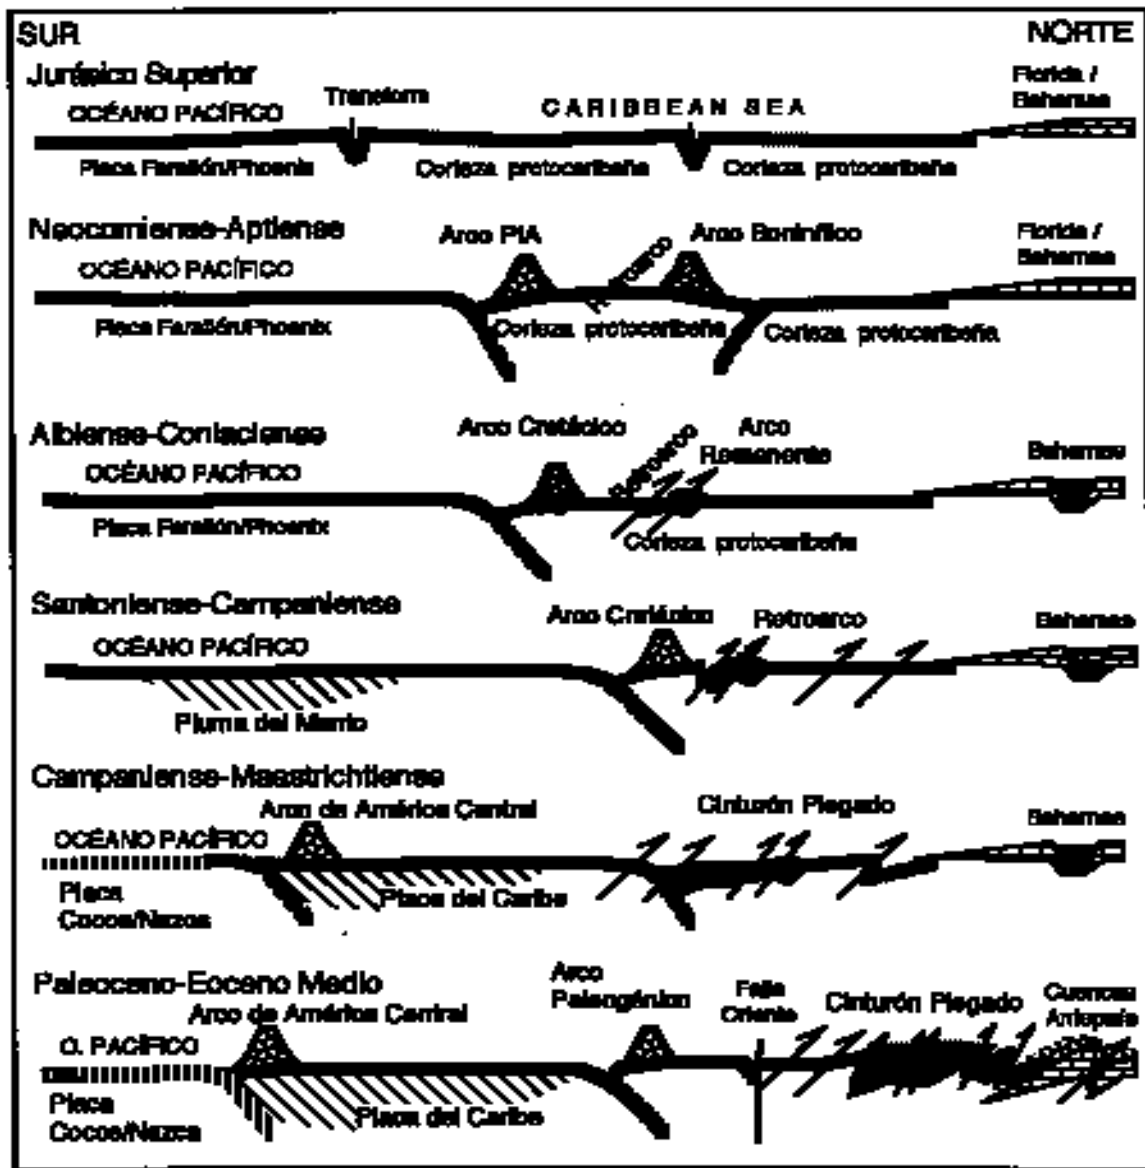 SUR
NORTE
Jurásico Superior
Florida /
Bahamas
OCÉANO PACÍFICO
Transform
CARIBBEAN SEA
Placa Farallón/Phoenix
Corteza protocaribeña
Corteza protocaribeña
Neocomiense-Aptiense
Arco PIA
Retroarco
Arco Boninítico
Florida /
Bahamas
OCÉANO PACÍFICO
Placa Farallón/Phoenix
Corteza protocaribeña
Corteza protocaribeña
Albiense-Coniaciense
Arco Cretácico
Retroarco
Arco
Remanente
Bahamas
OCÉANO PACÍFICO
Placa Farallón/Phoenix
Corteza protocaribeña
Santoniense-Campaniense
Arco Cretácico
Retroarco
Bahamas
OCÉANO PACÍFICO
Pluma del Manto
Campaniense-Maastrichtiense
Arco de América Central
Cinturón Plegado
Bahamas
OCÉANO PACÍFICO
Placa
Cocos/Nazca
Placa del Caribe
Paleoceno-Eoceno Medio
Arco de América Central
Arco
Paleogénico
Falla
Oriente
Cinturón Plegado
Cuencas
Antepaís
O. PACÍFICO
Placa
Cocos/Nazca
Placa del Caribe